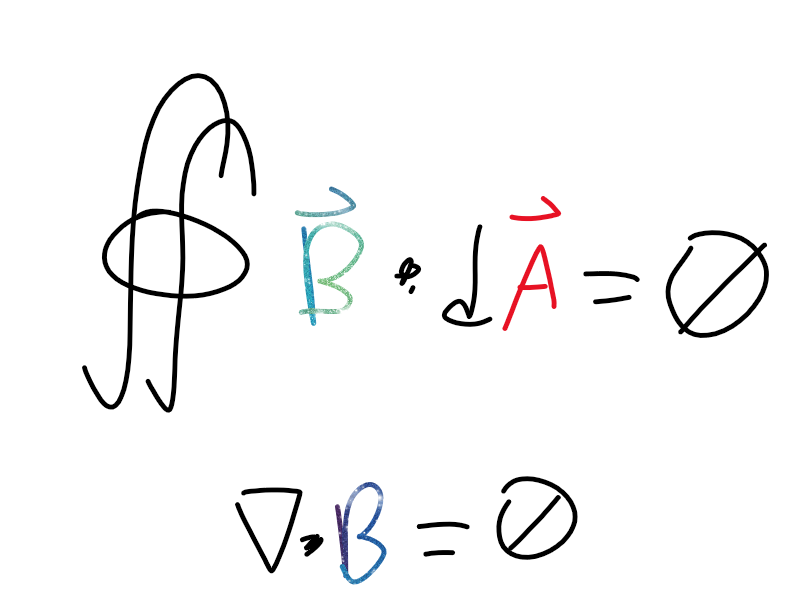 ∯ B⃗ · dA⃗ = 0̸
∇ · B = 0̸